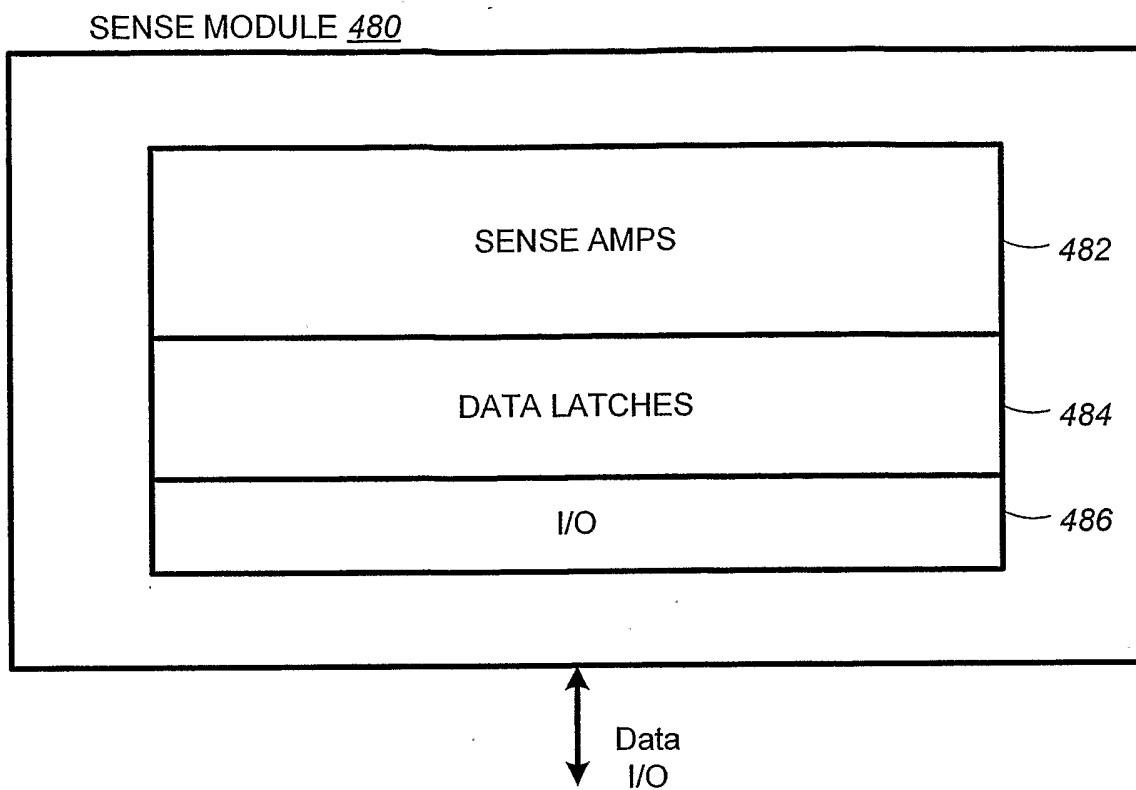 SENSE MODULE 480
SENSE AMPS
482
DATA LATCHES
484
I/O
486
Data
I/O